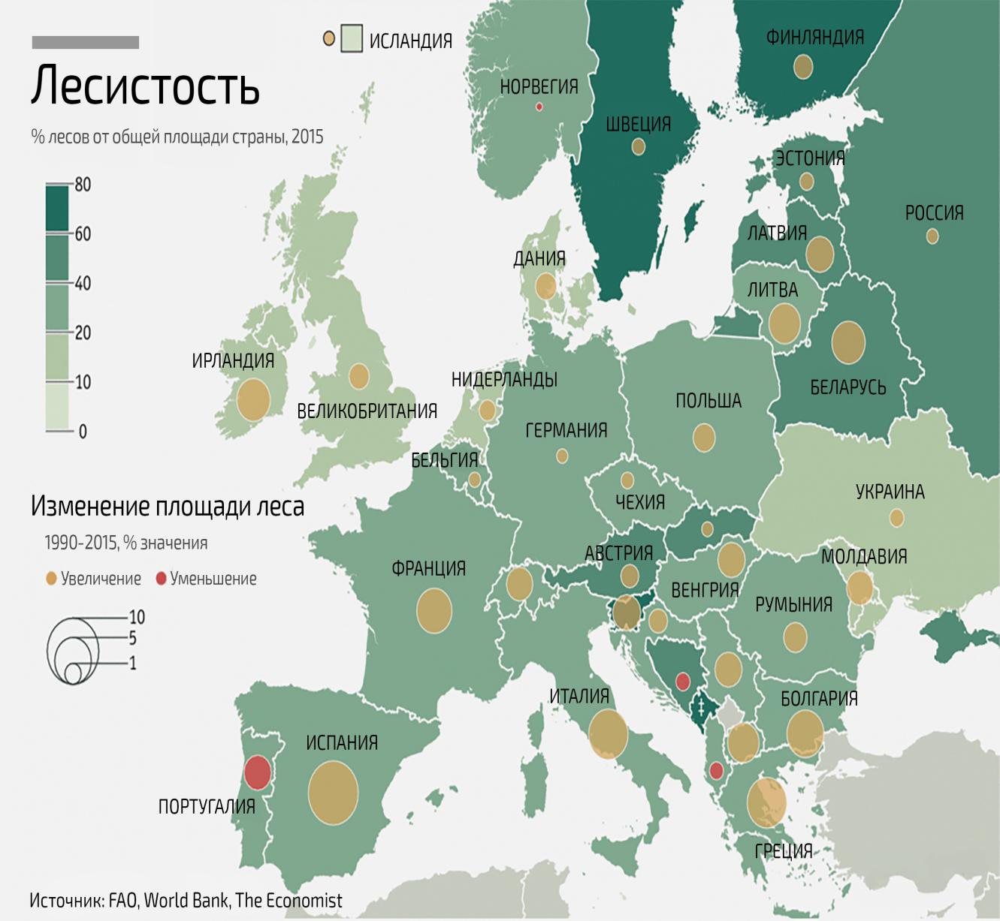 ИСЛАНДИЯ
Лесистость
% лесов от общей площади страны, 2015
80
60
40
20
10
0
ФИНЛЯНДИЯ
НОРВЕГИЯ
ШВЕЦИЯ
ЭСТОНИЯ
РОССИЯ
ЛАТВИЯ
ДАНИЯ
ЛИТВА
ИРЛАНДИЯ
НИДЕРЛАНДЫ
БЕЛАРУСЬ
ПОЛЬША
ВЕЛИКОБРИТАНИЯ
ГЕРМАНИЯ
БЕЛЬГИЯ
УКРАИНА
ЧЕХИЯ
Изменение площади леса
1990-2015, % значения
Увеличение
Уменьшение
10
5
1
АВСТРИЯ
МОЛДАВИЯ
ФРАНЦИЯ
ВЕНГРИЯ
РУМЫНИЯ
ИТАЛИЯ
БОЛГАРИЯ
ИСПАНИЯ
ПОРТУГАЛИЯ
ГРЕЦИЯ
Источник: FAO, World Bank, The Economist